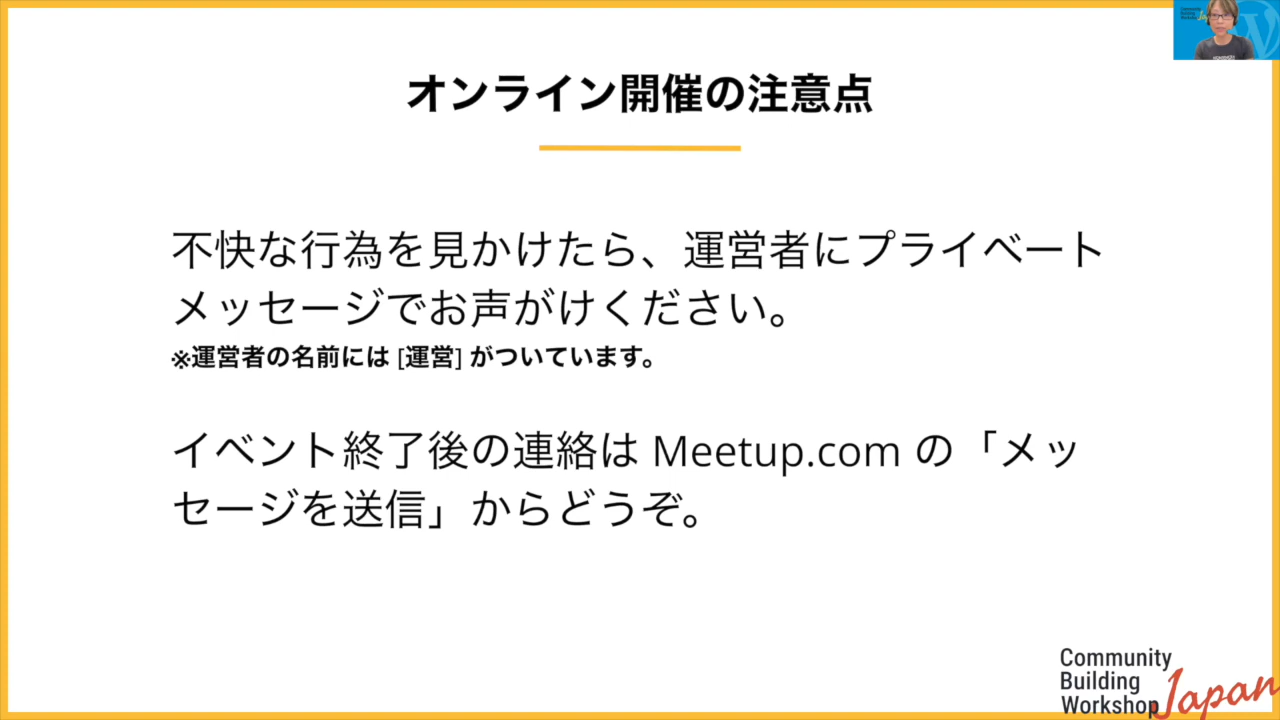 オンライン開催の注意点
不快な行為を見かけたら、運営者にプライベート
メッセージでお声がけください。
※運営者の名前には [運営] がついています。
イベント終了後の連絡は Meetup.com の「メッ
セージを送信」からどうぞ。
Community
Building
Workshop
Japan